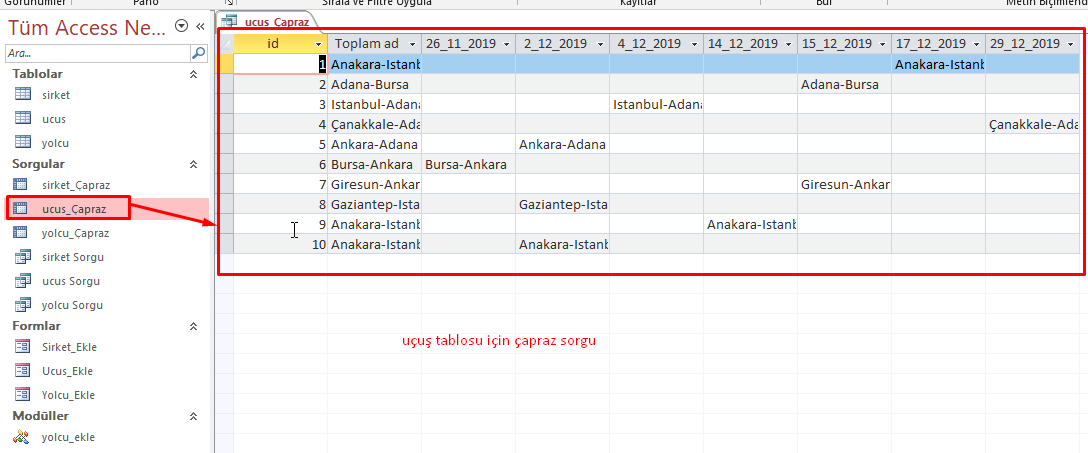 Görünümler Pano Sırala ve Filtre Uygula Kayıtlar Bul Metin Biçimlend
Tüm Access Ne...
Ara...
Tablolar
sirket
ucus
yolcu
Sorgular
sirket_Çapraz
ucus_Çapraz
yolcu_Çapraz
sirket Sorgu
ucus Sorgu
yolcu Sorgu
Formlar
Sirket_Ekle
Ucus_Ekle
Yolcu_Ekle
Modüller
yolcu_ekle
ucus_Çapraz
id Toplam ad 26_11_2019 2_12_2019 4_12_2019 14_12_2019 15_12_2019 17_12_2019 29_12_2019
1 Anakara-Istanb Anakara-Istanb
2 Adana-Bursa Adana-Bursa
3 Istanbul-Adana Istanbul-Adana
4 Çanakkale-Ada Çanakkale-Ada
5 Ankara-Adana Ankara-Adana
6 Bursa-Ankara Bursa-Ankara
7 Giresun-Ankar Giresun-Ankar
8 Gaziantep-Ista Gaziantep-Ista
9 Anakara-Istanb Anakara-Istanb
10 Anakara-Istanb Anakara-Istanb
uçuş tablosu için çapraz sorgu